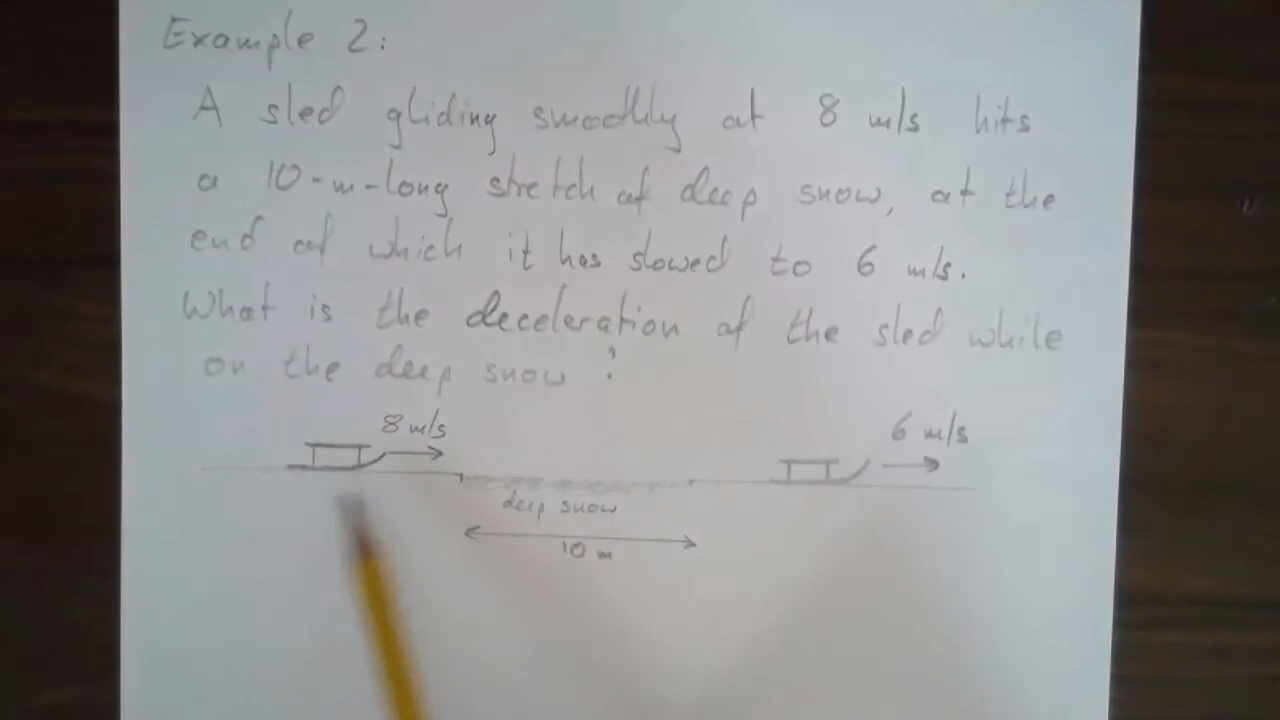 Example 2:
A sled gliding smoothly at 8 m/s hits
a 10-m-long stretch of deep snow, at the
end of which it has slowed to 6 m/s.
What is the deceleration of the sled while
on the deep snow?
8 m/s
6 m/s
deep snow
10 m